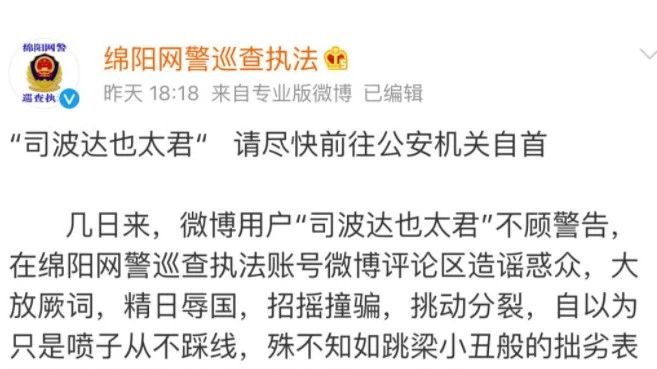 绵阳网警
巡查执
绵阳网警巡查执法
昨天 18:18 来自专业版微博 已编辑
“司波达也太君“ 请尽快前往公安机关自首
几日来，微博用户“司波达也太君”不顾警告，
在绵阳网警巡查执法账号微博评论区造谣惑众，大
放厥词，精日辱国，招摇撞骗，挑动分裂，自以为
只是喷子从不踩线，殊不知如跳梁小丑般的拙劣表